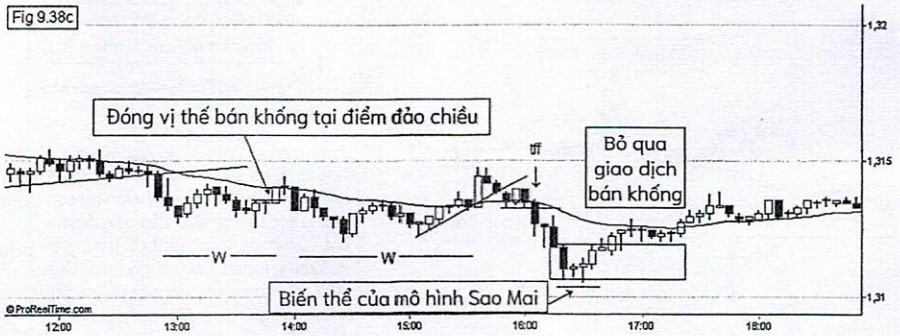 Fig 9.38c
1,32
Đóng vị thế bán khống tại điểm đảo chiều
tff
Bỏ qua
giao dịch
bán khống
1,315
W
W
Biến thể của mô hình Sao Mai
1,31
©ProRealTime.com
12:00 13:00 14:00 15:00 16:00 17:00 18:00